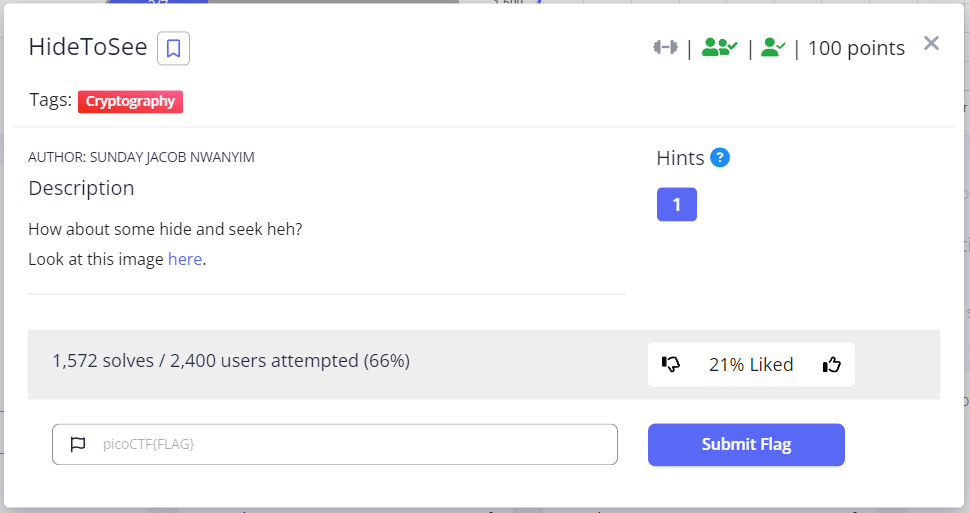 HideToSee
| | 100 points
Tags: Cryptography
AUTHOR: SUNDAY JACOB NWANYIM
Description
How about some hide and seek heh?
Look at this image here.
Hints ?
1
1,572 solves / 2,400 users attempted (66%)
21% Liked
picoCTF{FLAG}
Submit Flag